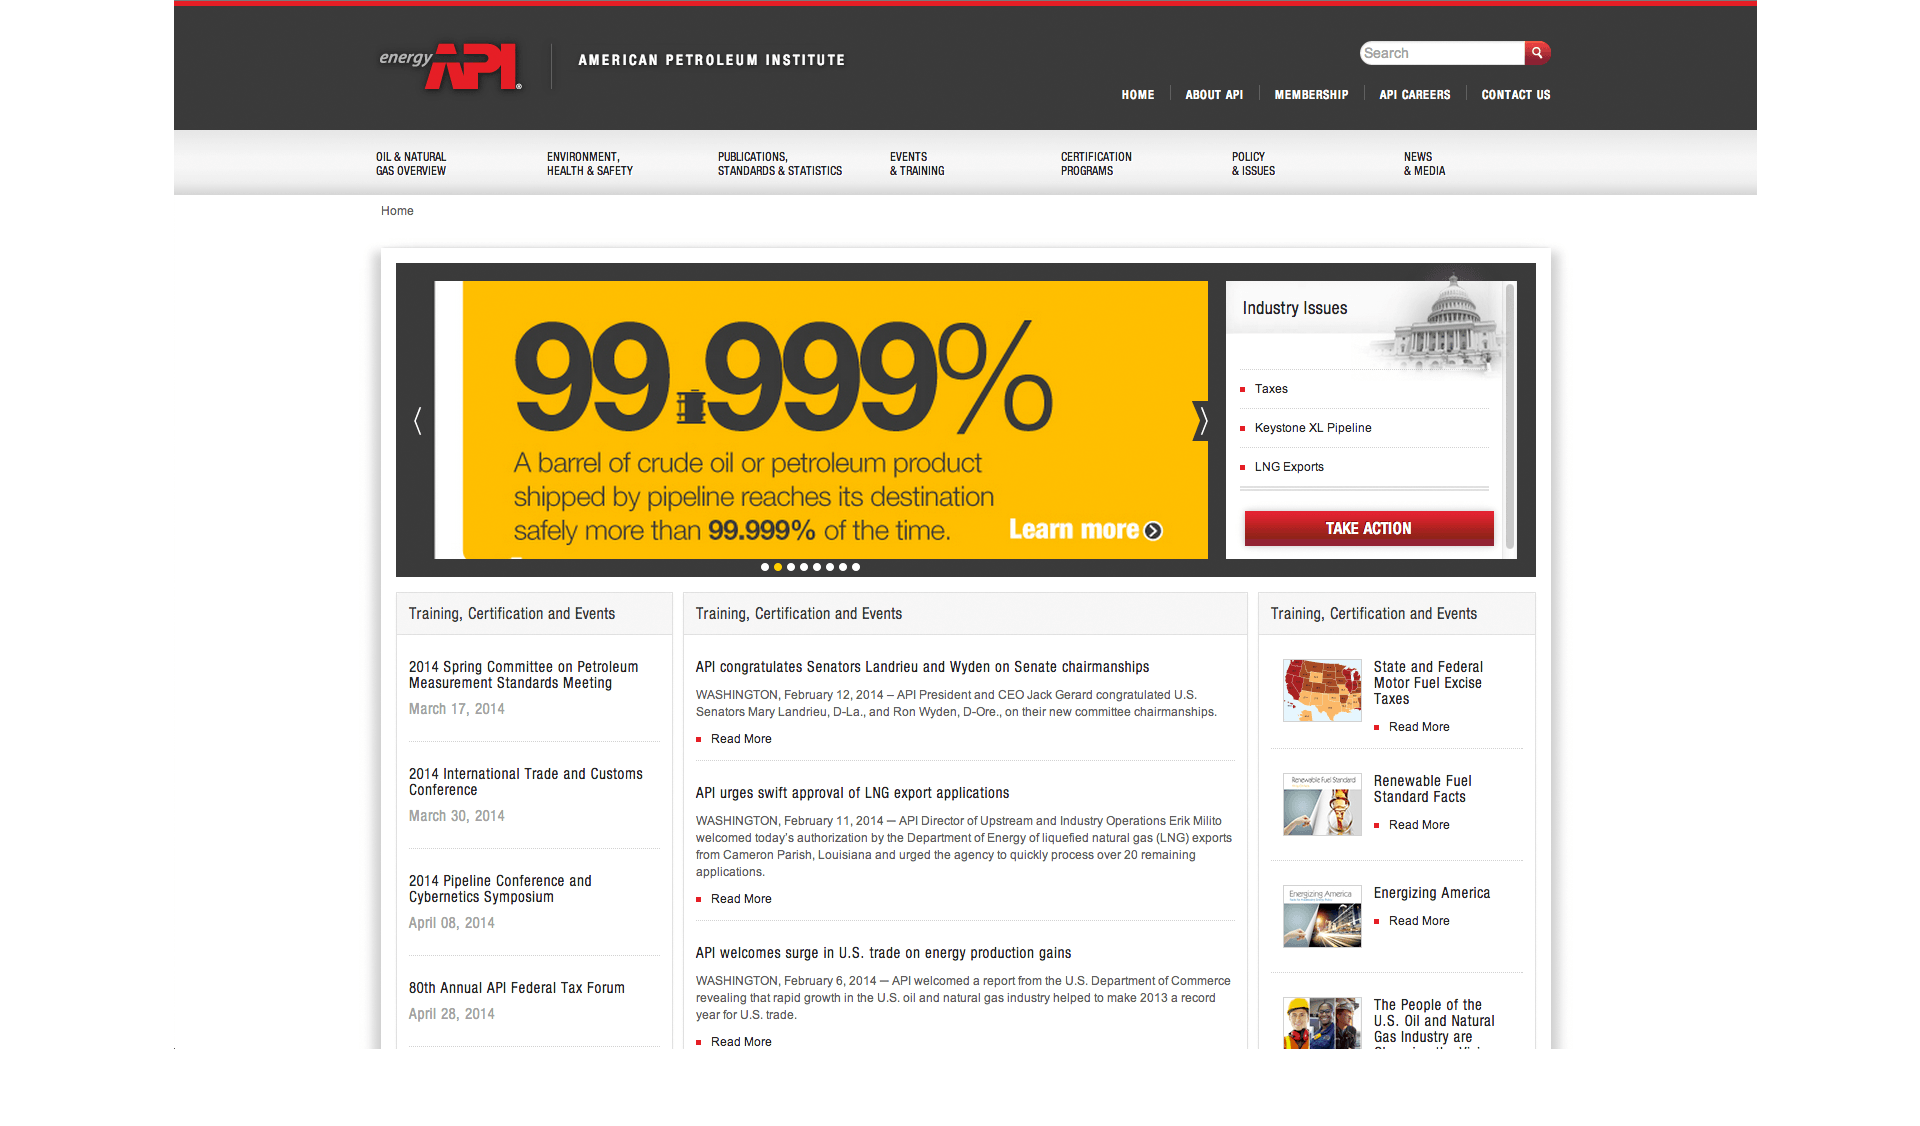 energy API®
AMERICAN PETROLEUM INSTITUTE
Search
HOME
ABOUT API
MEMBERSHIP
API CAREERS
CONTACT US
OIL & NATURAL
GAS OVERVIEW
ENVIRONMENT,
HEALTH & SAFETY
PUBLICATIONS,
STANDARDS & STATISTICS
EVENTS
& TRAINING
CERTIFICATION
PROGRAMS
POLICY
& ISSUES
NEWS
& MEDIA
Home
99.999%
A barrel of crude oil or petroleum product
shipped by pipeline reaches its destination
safely more than 99.999% of the time.
Learn more
Industry Issues
Taxes
Keystone XL Pipeline
LNG Exports
TAKE ACTION
Training, Certification and Events
2014 Spring Committee on Petroleum
Measurement Standards Meeting
March 17, 2014
2014 International Trade and Customs
Conference
March 30, 2014
2014 Pipeline Conference and
Cybernetics Symposium
April 08, 2014
80th Annual API Federal Tax Forum
April 28, 2014
Training, Certification and Events
API congratulates Senators Landrieu and Wyden on Senate chairmanships
WASHINGTON, February 12, 2014 – API President and CEO Jack Gerard congratulated U.S.
Senators Mary Landrieu, D-La., and Ron Wyden, D-Ore., on their new committee chairmanships.
Read More
API urges swift approval of LNG export applications
WASHINGTON, February 11, 2014 ─ API Director of Upstream and Industry Operations Erik Milito
welcomed today's authorization by the Department of Energy of liquefied natural gas (LNG) exports
from Cameron Parish, Louisiana and urged the agency to quickly process over 20 remaining
applications.
Read More
API welcomes surge in U.S. trade on energy production gains
WASHINGTON, February 6, 2014 ─ API welcomed a report from the U.S. Department of Commerce
revealing that rapid growth in the U.S. oil and natural gas industry helped to make 2013 a record
year for U.S. trade.
Read More
Training, Certification and Events
State and Federal
Motor Fuel Excise
Taxes
Read More
Renewable Fuel Standard
Renewable Fuel
Standard Facts
Read More
Energizing America
Energizing America
Read More
The People of the
U.S. Oil and Natural
Gas Industry are